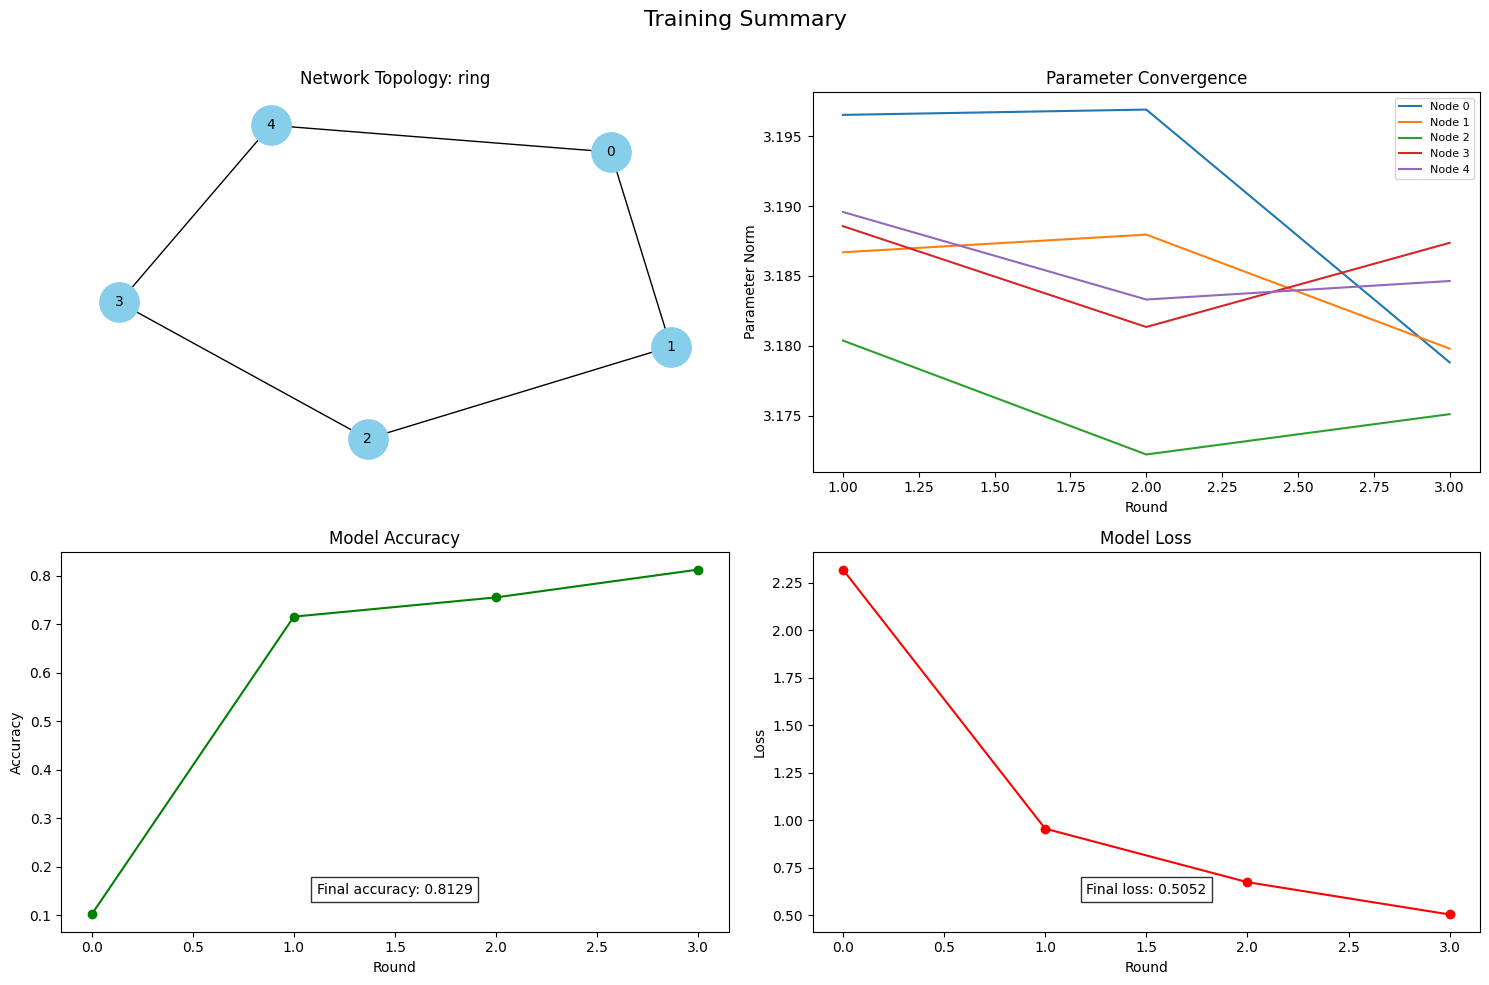 Training Summary
Network Topology: ring
4
0
3
1
2
Parameter Convergence
Node 0
Node 1
Node 2
Node 3
Node 4
3.195
3.190
3.185
3.180
3.175
Parameter Norm
1.00 1.25 1.50 1.75 2.00 2.25 2.50 2.75 3.00
Round
Model Accuracy
0.8
0.7
0.6
0.5
0.4
0.3
0.2
0.1
Accuracy
Final accuracy: 0.8129
0.0 0.5 1.0 1.5 2.0 2.5 3.0
Round
Model Loss
2.25
2.00
1.75
1.50
1.25
1.00
0.75
0.50
Loss
Final loss: 0.5052
0.0 0.5 1.0 1.5 2.0 2.5 3.0
Round